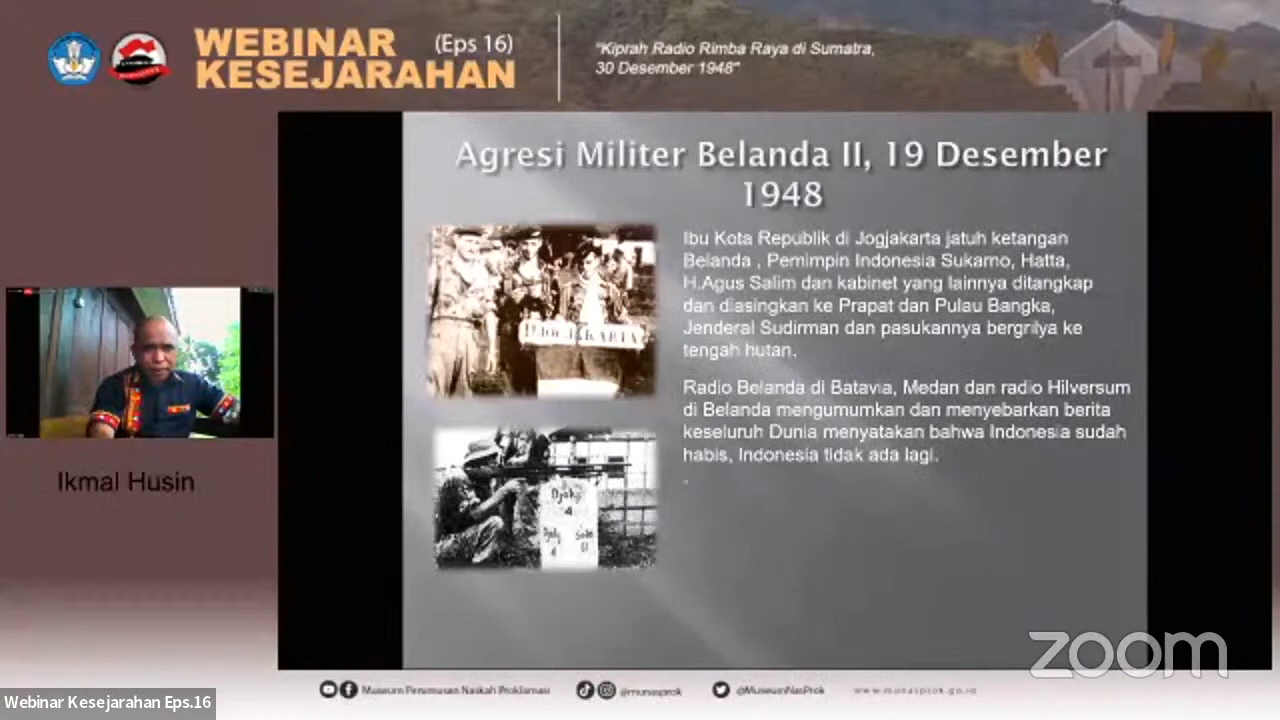 WEBINAR (Eps 16)
KESEJARAHAN
"Kiprah Radio Rimba Raya di Sumatra,
30 Desember 1948"
Agresi Militer Belanda II, 19 Desember
1948
Ibu Kota Republik di Jogjakarta jatuh ketangan
Belanda , Pemimpin Indonesia Sukarno, Hatta,
H.Agus Salim dan kabinet yang lainnya ditangkap
dan diasingkan ke Prapat dan Pulau Bangka,
Jenderal Sudirman dan pasukannya bergrilya ke
tengah hutan.
Radio Belanda di Batavia, Medan dan radio Hilversum
di Belanda mengumumkan dan menyebarkan berita
keseluruh Dunia menyatakan bahwa Indonesia sudah
habis, Indonesia tidak ada lagi.
.
Djokj
4
Ikmal Husin
zoom
Museum Perumusan Naskah Proklamasi
@munasprok
@MuseumNasProk
www.munasprok.go.id
Webinar Kesejarahan Eps.16